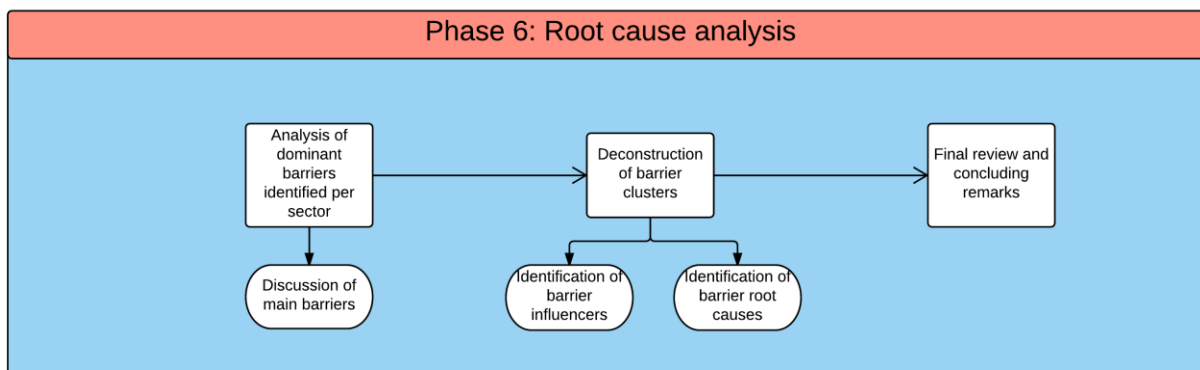 Phase 6: Root cause analysis
Analysis of
dominant
barriers
identified per
sector
Deconstruction
of barrier
clusters
Final review and
concluding
remarks
Discussion of
main barriers
Identification of
barrier
influencers
Identification of
barrier root
causes